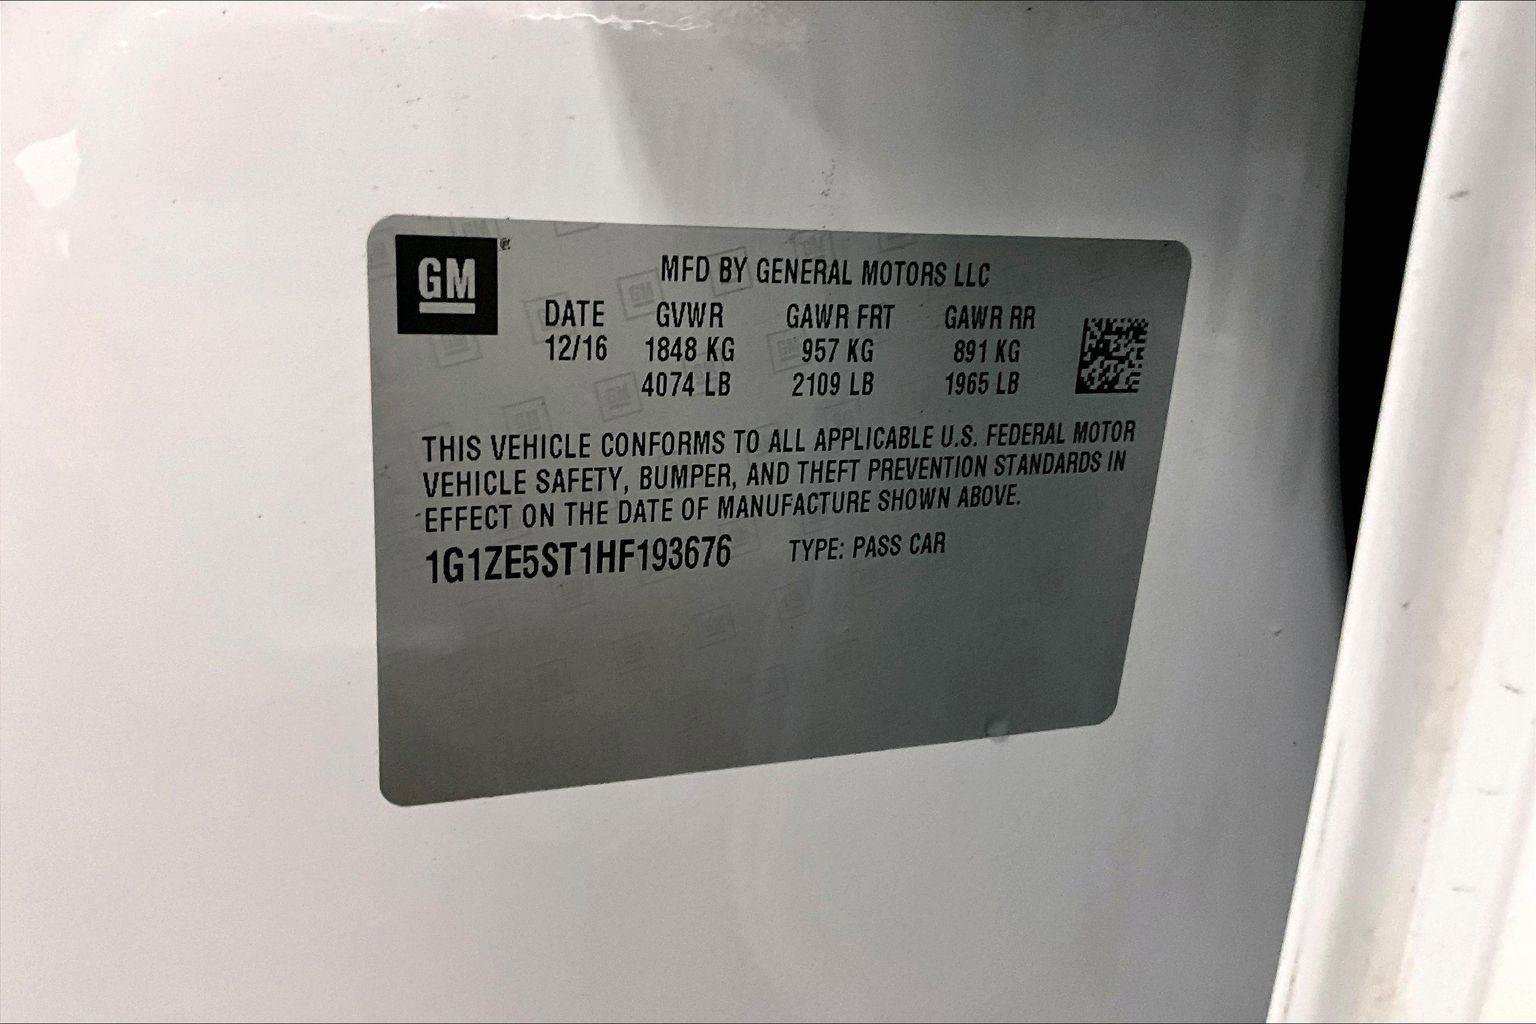 GM ®
MFD BY GENERAL MOTORS LLC
DATE GVWR GAWR FRT GAWR RR
12/16 1848 KG 957 KG 891 KG
4074 LB 2109 LB 1965 LB
THIS VEHICLE CONFORMS TO ALL APPLICABLE U.S. FEDERAL MOTOR
VEHICLE SAFETY, BUMPER, AND THEFT PREVENTION STANDARDS IN
EFFECT ON THE DATE OF MANUFACTURE SHOWN ABOVE.
1G1ZE5ST1HF193676 TYPE: PASS CAR